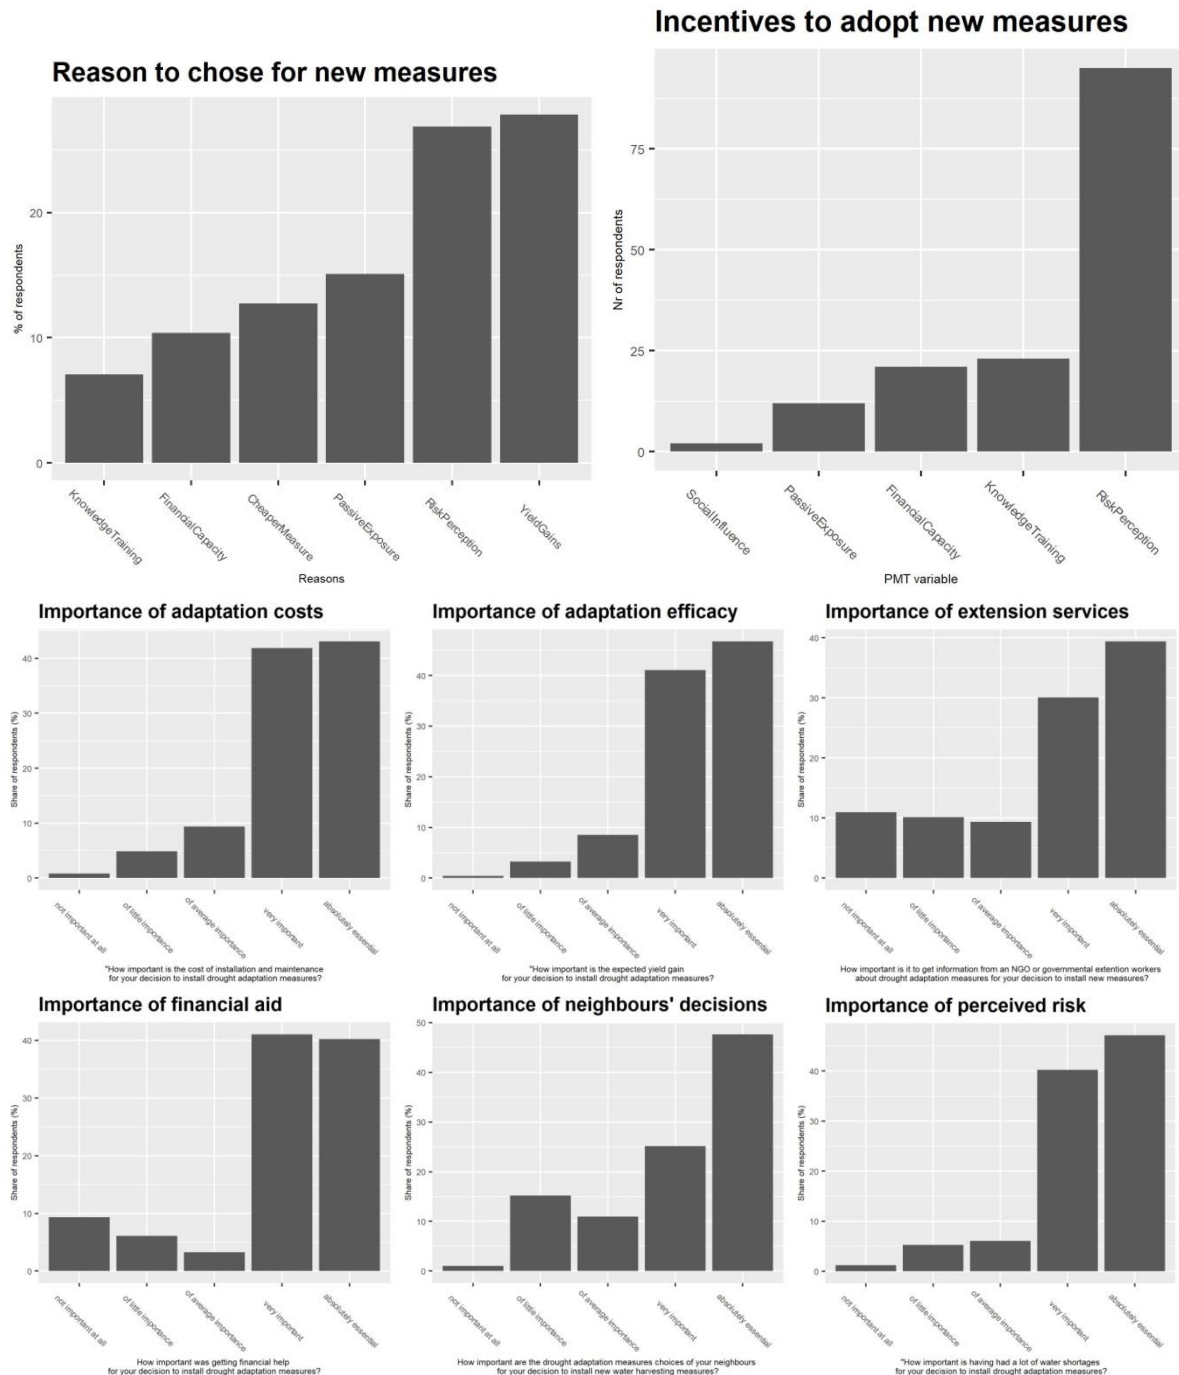 Reason to chose for new measures
% of respondents
20
10
0
KnowledgeTraining
FinancialCapacity
CheaperMeasure
PassiveExposure
RiskPerception
YieldGains
Reasons
Incentives to adopt new measures
Nr of respondents
75
50
25
0
SocialInfluence
PassiveExposure
FinancialCapacity
KnowledgeTraining
RiskPerception
PMT variable
Importance of adaptation costs
Share of respondents (%)
40
30
20
10
0
not important at all
of little importance
of average importance
very important
absolutely essential
"How important is the cost of installation and maintenance
for your decision to install drought adaptation measures?
Importance of adaptation efficacy
Share of respondents (%)
40
30
20
10
0
not important at all
of little importance
of average importance
very important
absolutely essential
"How important is the expected yield gain
for your decision to install drought adaptation measures?
Importance of extension services
Share of respondents (%)
40
30
20
10
0
not important at all
of little importance
of average importance
very important
absolutely essential
How important is it to get information from an NGO or governmental extention workers
about drought adaptation measures for your decision to install new measures?
Importance of financial aid
Share of respondents (%)
40
30
20
10
0
not important at all
of little importance
of average importance
very important
absolutely essential
How important was getting financial help
for your decision to install drought adaptation measures?
Importance of neighbours' decisions
Share of respondents (%)
50
40
30
20
10
0
not important at all
of little importance
of average importance
very important
absolutely essential
How important are the drought adaptation measures choices of your neighbours
for your decision to install new water harvesting measures?
Importance of perceived risk
Share of respondents (%)
40
30
20
10
0
not important at all
of little importance
of average importance
very important
absolutely essential
"How important is having had a lot of water shortages
for your decision to install drought adaptation measures?